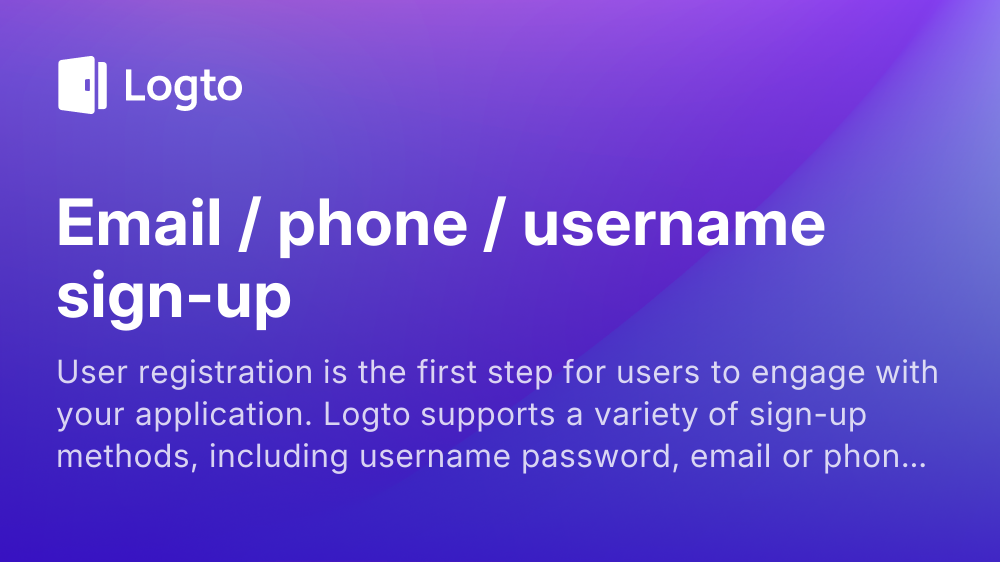 Logto
Email / phone / username
sign-up
User registration is the first step for users to engage with
your application. Logto supports a variety of sign-up
methods, including username password, email or phon...